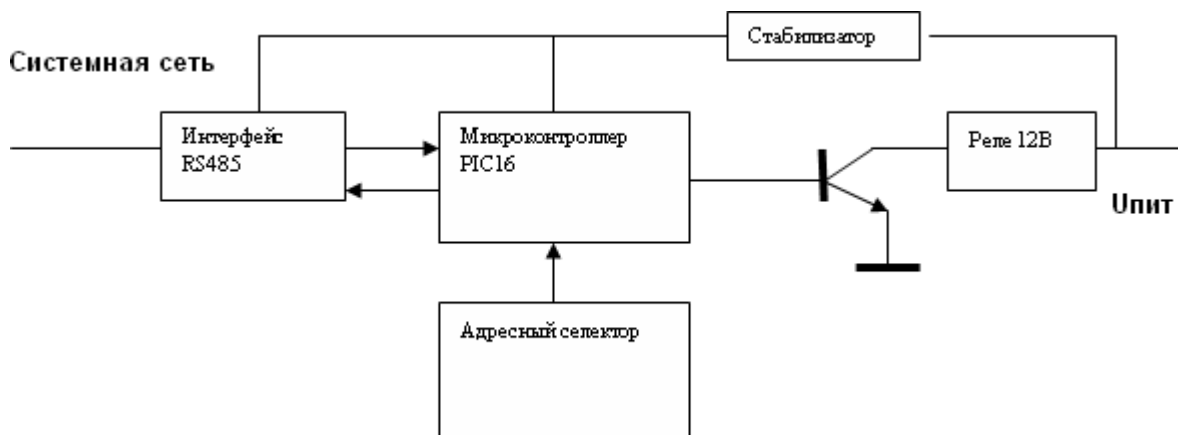 Стабилизатор
Системная сеть
Интерфейс
RS485
Микроконтроллер
PIC16
Реле 12В
Uпит
Адресный селектор